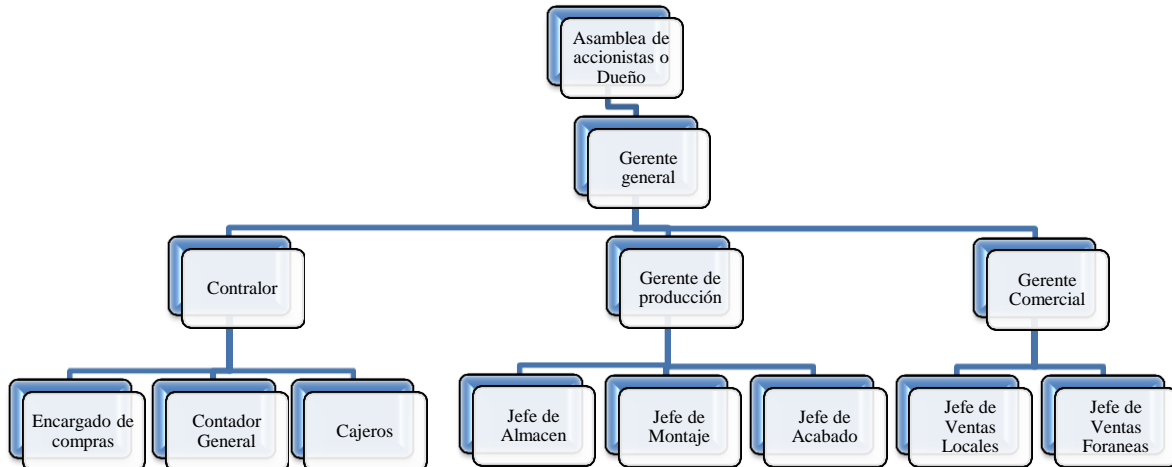 Asamblea de
accionistas o
Dueño
Gerente
general
Contralor
Gerente de
producción
Gerente
Comercial
Encargado de
compras
Contador
General
Cajeros
Jefe de
Almacen
Jefe de
Montaje
Jefe de
Acabado
Jefe de
Ventas
Locales
Jefe de
Ventas
Foraneas